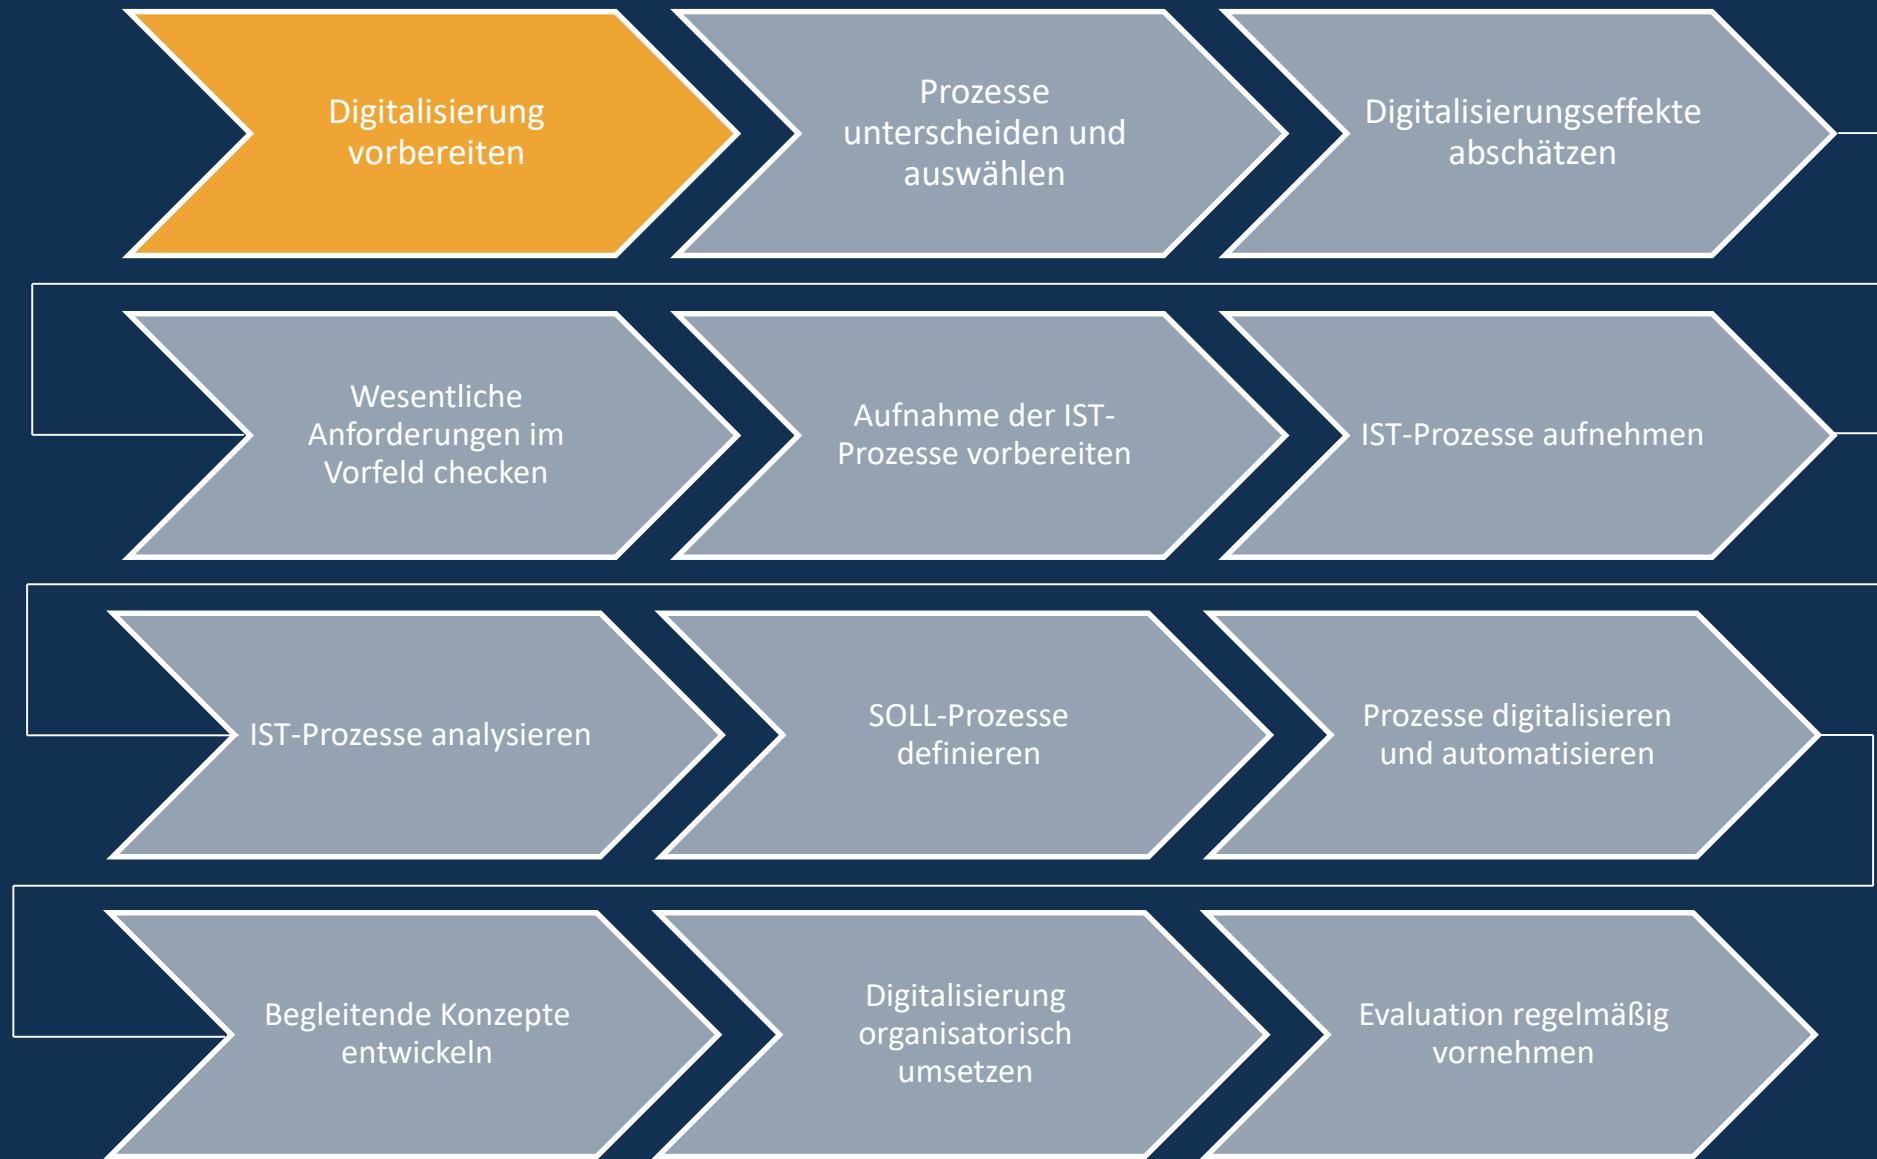 Digitalisierung
vorbereiten
Prozesse
unterscheiden und
auswählen
Digitalisierungseffekte
abschätzen
Wesentliche
Anforderungen im
Vorfeld checken
Aufnahme der IST-
Prozesse vorbereiten
IST-Prozesse aufnehmen
IST-Prozesse analysieren
SOLL-Prozesse
definieren
Prozesse digitalisieren
und automatisieren
Begleitende Konzepte
entwickeln
Digitalisierung
organisatorisch
umsetzen
Evaluation regelmäßig
vornehmen